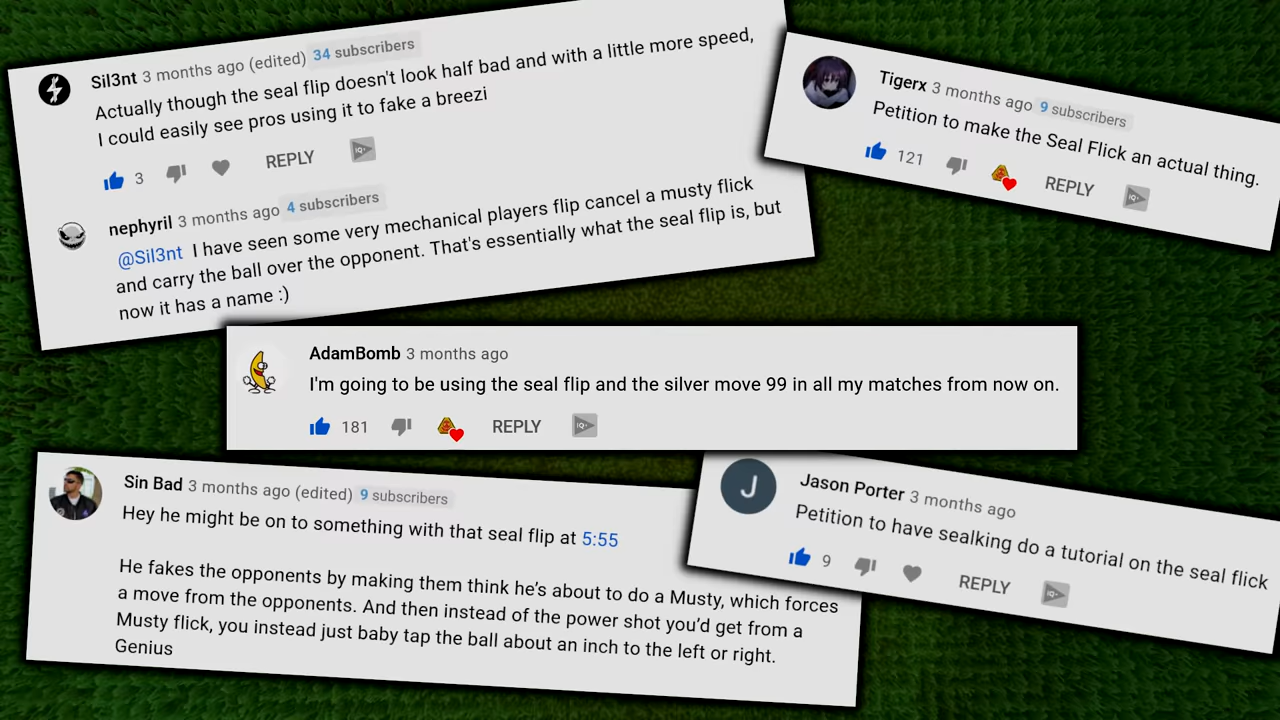 Sil3nt 3 months ago (edited) 34 subscribers
Actually though the seal flip doesn't look half bad and with a little more speed,
I could easily see pros using it to fake a breezi
3 REPLY IQ+
nephyril 3 months ago 4 subscribers
@Sil3nt I have seen some very mechanical players flip cancel a musty flick
and carry the ball over the opponent. That's essentially what the seal flip is, but
now it has a name :)
Tigerx 3 months ago 9 subscribers
Petition to make the Seal Flick an actual thing.
121 REPLY IQ+
AdamBomb 3 months ago
I'm going to be using the seal flip and the silver move 99 in all my matches from now on.
181 REPLY IQ+
Sin Bad 3 months ago (edited) 9 subscribers
Hey he might be on to something with that seal flip at 5:55
He fakes the opponents by making them think he's about to do a Musty, which forces
a move from the opponents. And then instead of the power shot you'd get from a
Musty flick, you instead just baby tap the ball about an inch to the left or right.
Genius
J
Jason Porter 3 months ago
Petition to have sealking do a tutorial on the seal flick
9 REPLY IQ+